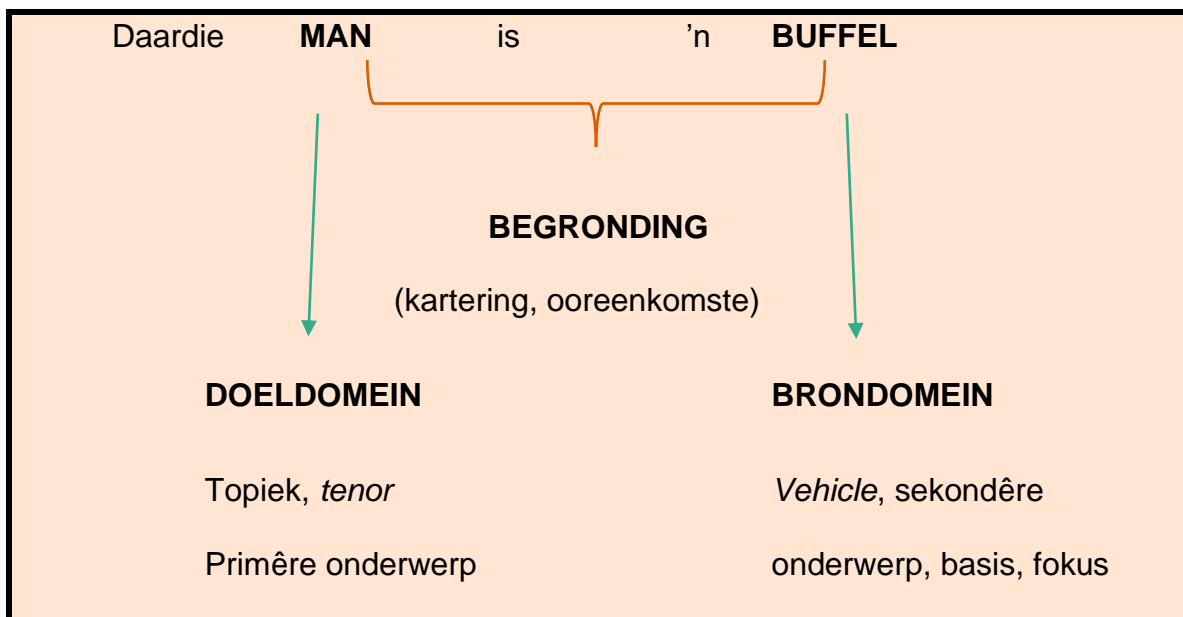 Daardie MAN is 'n BUFFEL
BEGRONDING
(kartering, ooreenkomste)
DOELDOMEIN BRONDOMEIN
Topiek, tenor Vehicle, sekondêre
Primêre onderwerp onderwerp, basis, fokus